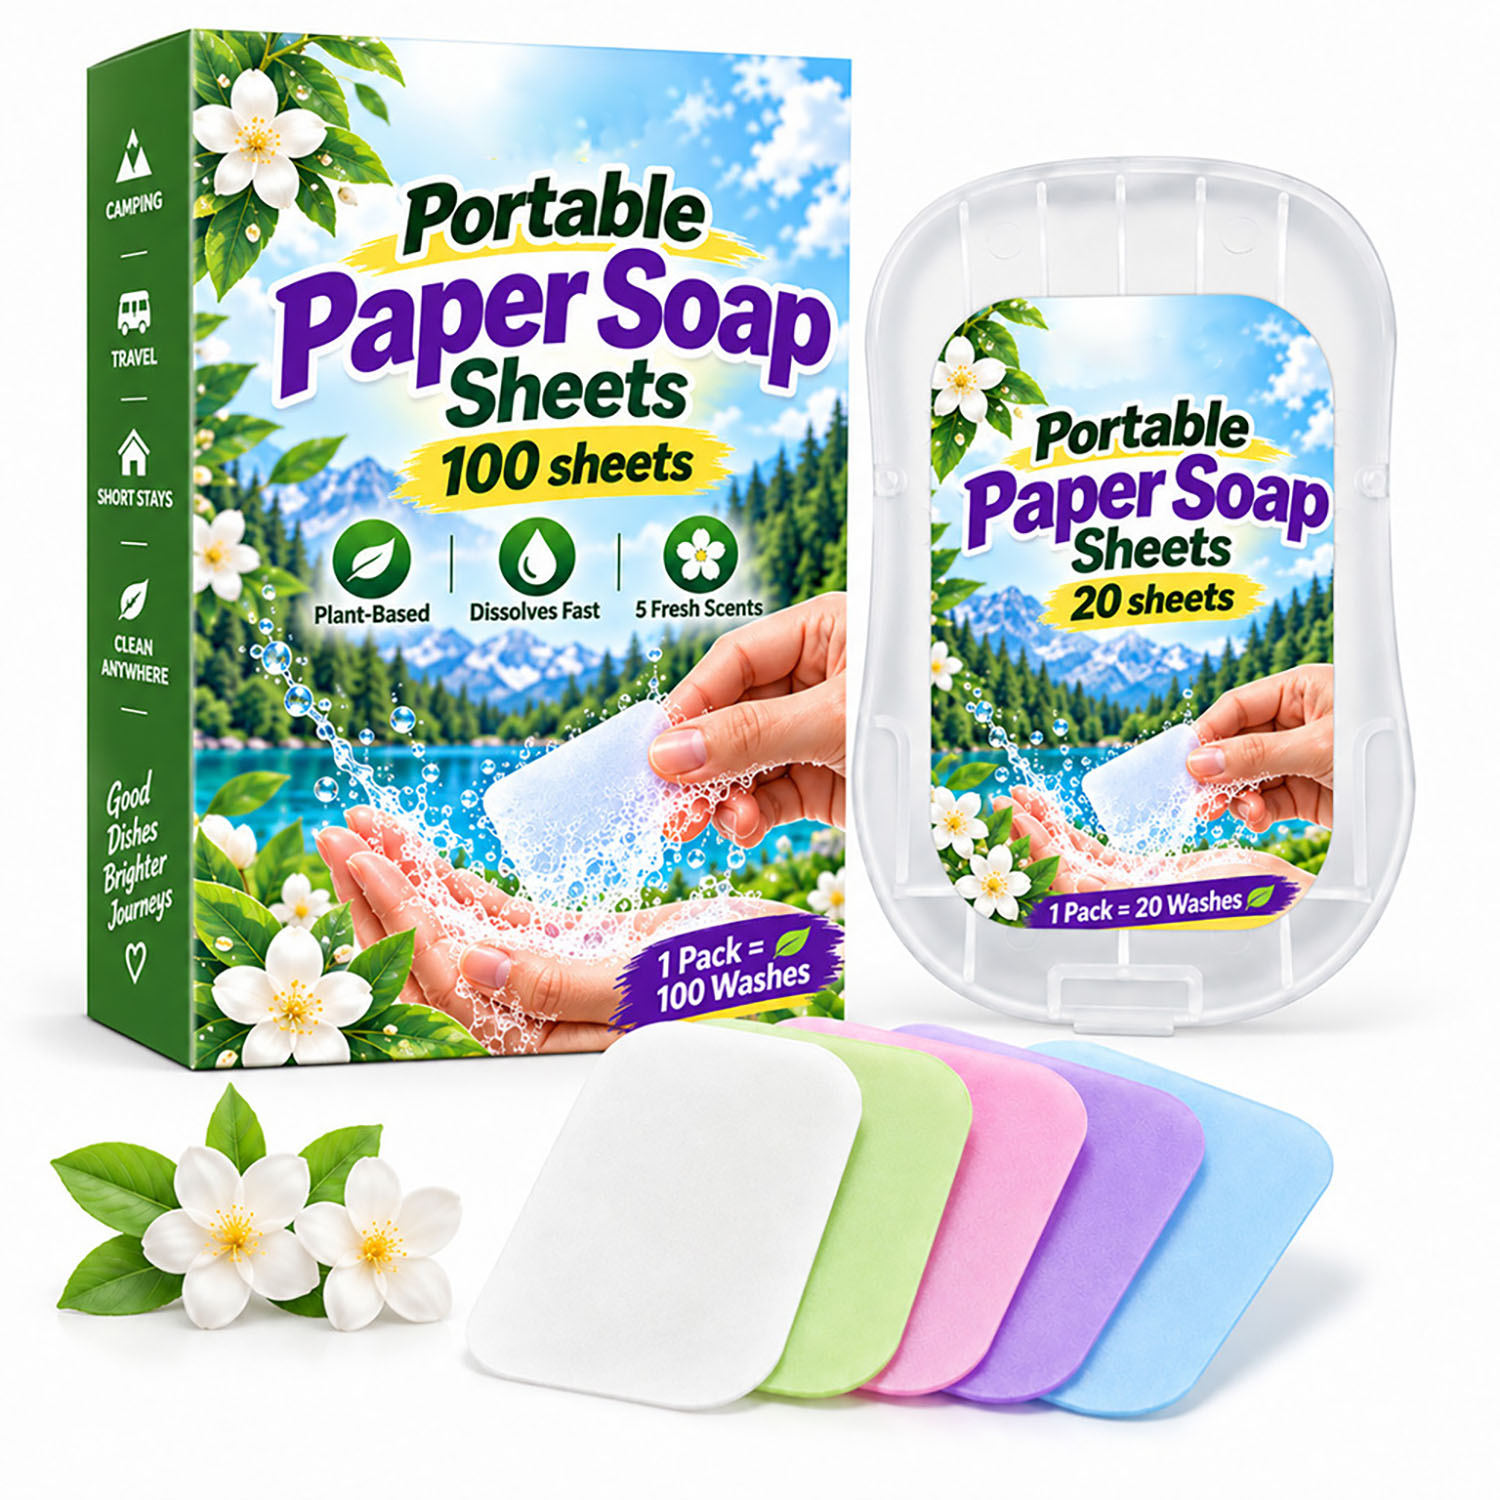 CAMPING
TRAVEL
SHORT STAYS
CLEAN
ANYWHERE
Good
Dishes
Brighter
Journeys
Portable
Paper Soap
Sheets
100 sheets
Plant-Based
Dissolves Fast
5 Fresh Scents
1 Pack =
100 Washes
Portable
Paper Soap
Sheets
20 sheets
1 Pack = 20 Washes